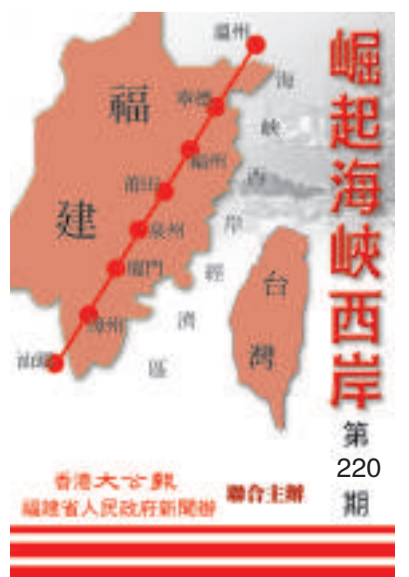 崛起海峽西岸
第
220
期
溫州
寧德
福州
莆田
泉州
廈門
漳州
汕頭
福建
海峽西岸經濟區
台灣
香港大公報
福建省人民政府新聞辦
聯合主辦